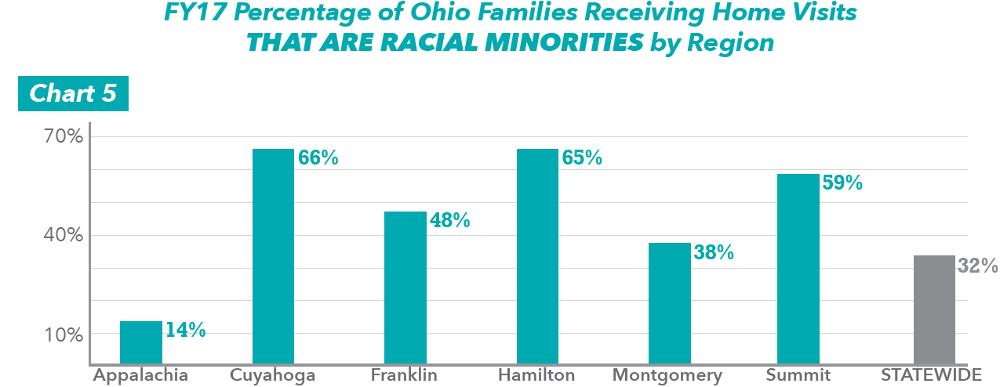 FY17 Percentage of Ohio Families Receiving Home Visits
THAT ARE RACIAL MINORITIES by Region
Chart 5
70%
66%
65%
59%
48%
40%
38%
32%
14%
10%
Appalachia Cuyahoga Franklin Hamilton Montgomery Summit STATEWIDE